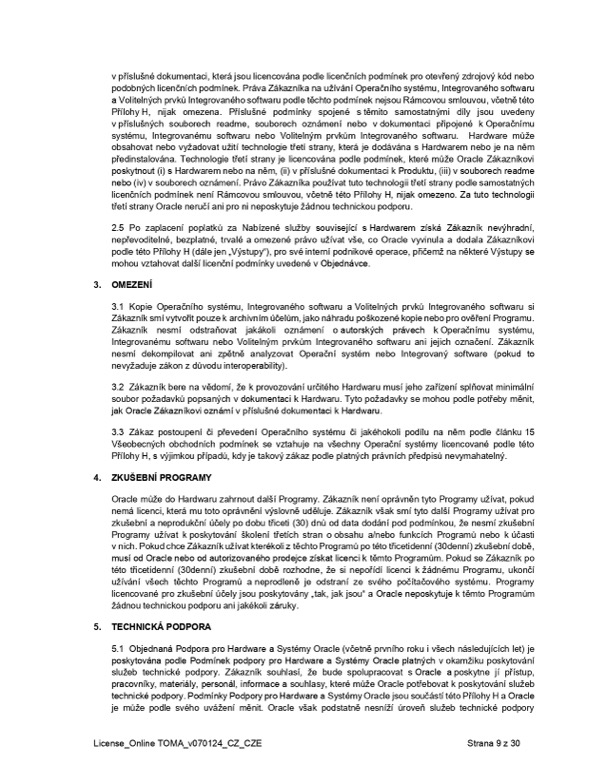 v příslušné dokumentaci, která jsou licencována podle licenčních podmínek pro otevřený zdrojový kód nebo
podobných licenčních podmínek. Práva Zákazníka na užívání Operačního systému, Integrovaného softwaru
a Volitelných prvků Integrovaného softwaru podle těchto podmínek nejsou Rámcovou smlouvou, včetně této
Přílohy H, nijak omezena. Příslušné podmínky spojené s těmito samostatnými díly jsou uvedeny
v příslušných souborech readme, souboru oznámení nebo v dokumentaci připojené k Operačnímu
systému, Integrovanému softwaru nebo Volitelným prvkům Integrovaného softwaru. Hardware může
obsahovat nebo vyžadovat užití technologie třetí strany, která je dodávána s Hardwarem nebo je na něm
předinstalována. Technologie třetí strany je licencována podle podmínek, které může Oracle Zákazníkovi
poskytnout (i) s Hardwarem nebo na něm, (ii) v příslušné dokumentaci k Produktu, (iii) v souborech readme
nebo (iv) v souborech oznámení. Právo Zákazníka používat tuto technologii třetí strany podle samostatných
licenčních podmínek není Rámcovou smlouvou, včetně této Přílohy H, nijak omezeno. Za tuto technologii
třetí strany Oracle neručí ani pro ni neposkytuje žádnou technickou podporu.
2.5 Po zaplacení poplatků za Nabízené služby související s Hardwarem získá Zákazník nevýhradní,
nepřevoditelné, bezplatné, trvalé a omezené právo užívat vše, co Oracle vyvinula a dodala Zákazníkovi
podle této Přílohy H (dále jen „Výstupy“), pro své interní podnikové operace, přičemž na některé Výstupy se
mohou vztahovat další licenční podmínky uvedené v Objednávce.
3. OMEZENÍ
3.1 Kopie Operačního systému, Integrovaného softwaru a Volitelných prvků Integrovaného softwaru si
Zákazník smí vytvořit pouze k archivním účelům, jako náhradu poškozené kopie nebo pro ověření Programu.
Zákazník nesmí odstraňovat jakákoli oznámení o autorských právech k Operačnímu systému,
Integrovanému softwaru nebo Volitelným prvkům Integrovaného softwaru ani jejich označení. Zákazník
nesmí dekompilovat ani zpětně analyzovat Operační systém nebo Integrovaný software (pokud to
nevyžaduje zákon z důvodu interoperability).
3.2 Zákazník bere na vědomí, že k provozování určitého Hardwaru musí jeho zařízení splňovat minimální
soubor požadavků popsaných v dokumentaci k Hardwaru. Tyto požadavky se mohou podle potřeby měnit,
jak Oracle Zákazníkovi oznámí v příslušné dokumentaci k Hardwaru.
3.3 Zákaz postoupení či převedení Operačního systému či jakéhokoli podílu na něm podle článku 15
Všeobecných obchodních podmínek se vztahuje na všechny Operační systémy licencované podle této
Přílohy H, s výjimkou případů, kdy je takový zákaz podle platných právních předpisů nevymahatelný.
4. ZKUŠEBNÍ PROGRAMY
Oracle může do Hardwaru zahrnout další Programy. Zákazník není oprávněn tyto Programy užívat, pokud
nemá licenci, která mu toto oprávnění výslovně uděluje. Zákazník však smí tyto další Programy užívat pro
zkušební a neprodukční účely po dobu třiceti (30) dnů od data dodání pod podmínkou, že nesmí zkušební
Programy užívat k poskytování školení třetích stran o obsahu a/nebo funkcích Programů nebo k účasti
v nich. Pokud chce Zákazník užívat kterékoli z těchto Programů po této třicetidenní (30denní) zkušební době,
musí od Oracle nebo od autorizovaného prodejce získat licenci k těmto Programům. Pokud se Zákazník po
této třicetidenní (30denní) zkušební době rozhodne, že si nepořídí licenci k žádnému Programu, ukončí
užívání všech těchto Programů a neprodleně je odstraní ze svého počítačového systému. Programy
licencované pro zkušební účely jsou poskytovány „tak, jak jsou“ a Oracle neposkytuje k těmto Programům
žádnou technickou podporu ani jakékoli záruky.
5. TECHNICKÁ PODPORA
5.1 Objednaná Podpora pro Hardware a Systémy Oracle (včetně prvního roku i všech následujících let) je
poskytována podle Podmínek podpory pro Hardware a Systémy Oracle platných v okamžiku poskytování
služeb technické podpory. Zákazník souhlasí, že bude spolupracovat s Oracle a poskytne jí přístup,
pracovníky, materiály, personál, informace a souhlasy, které může Oracle potřebovat k poskytování služeb
technické podpory. Podmínky Podpory pro Hardware a Systémy Oracle jsou součástí této Přílohy H a Oracle
je může podle svého uvážení měnit. Oracle však podstatně nesníží úroveň služeb technické podpory
License_Online TOMA_v070124_CZ_CZE Strana 9 z 30